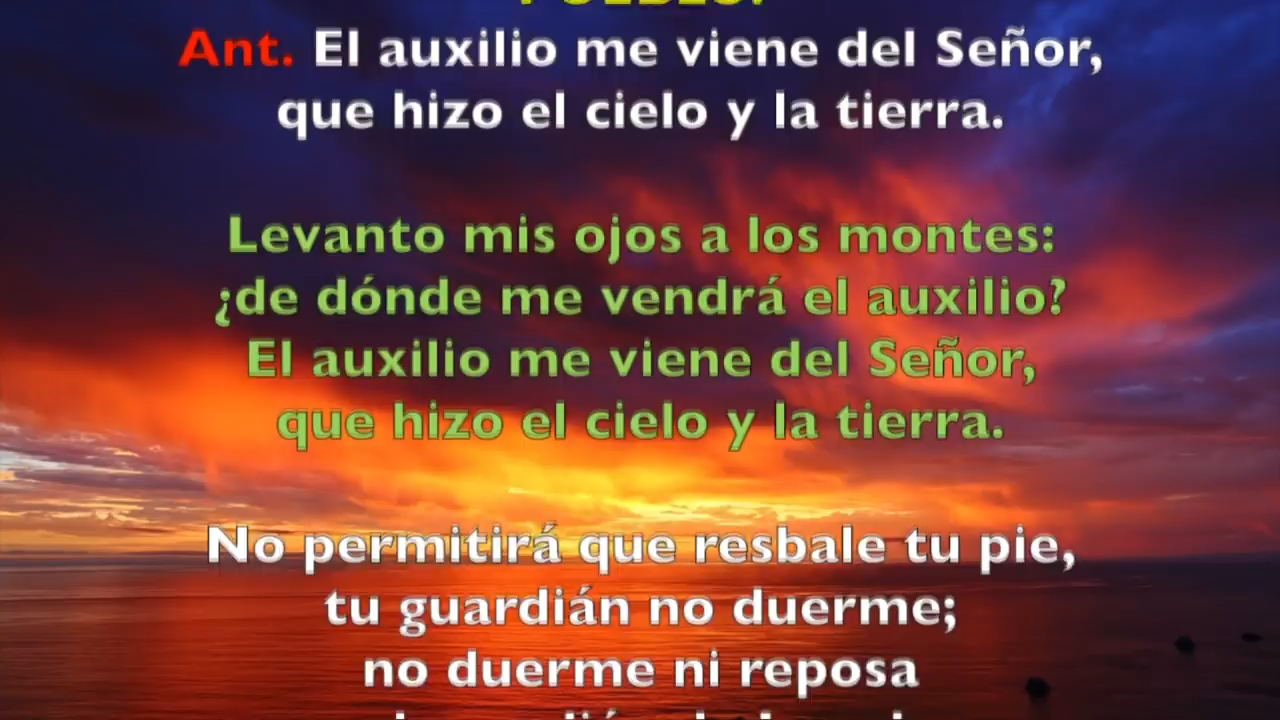 Ant. El auxilio me viene del Señor,
que hizo el cielo y la tierra.
Levanto mis ojos a los montes:
¿de dónde me vendrá el auxilio?
El auxilio me viene del Señor,
que hizo el cielo y la tierra.
No permitirá que resbale tu pie,
tu guardián no duerme;
no duerme ni reposa